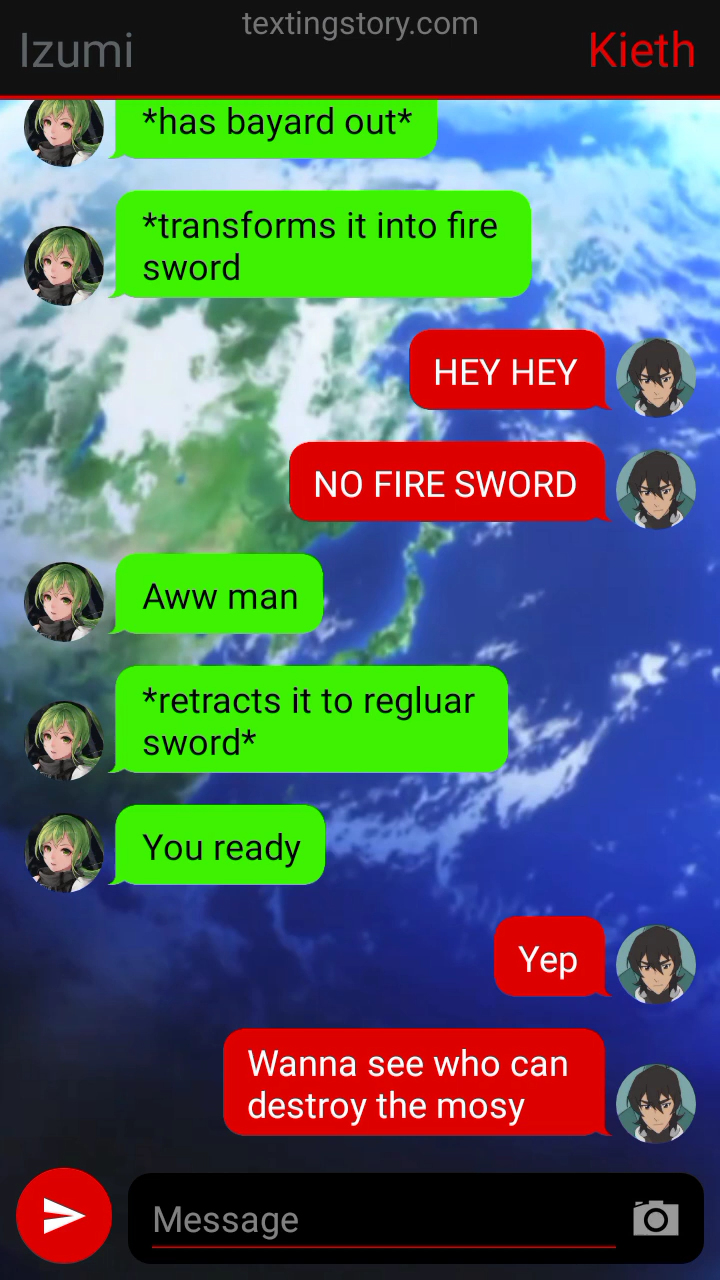 textingstory.com
Izumi
Kieth
*has bayard out*
*transforms it into fire
sword
HEY HEY
NO FIRE SWORD
Aww man
*retracts it to regluar
sword*
You ready
Yep
Wanna see who can
destroy the mosy
Message